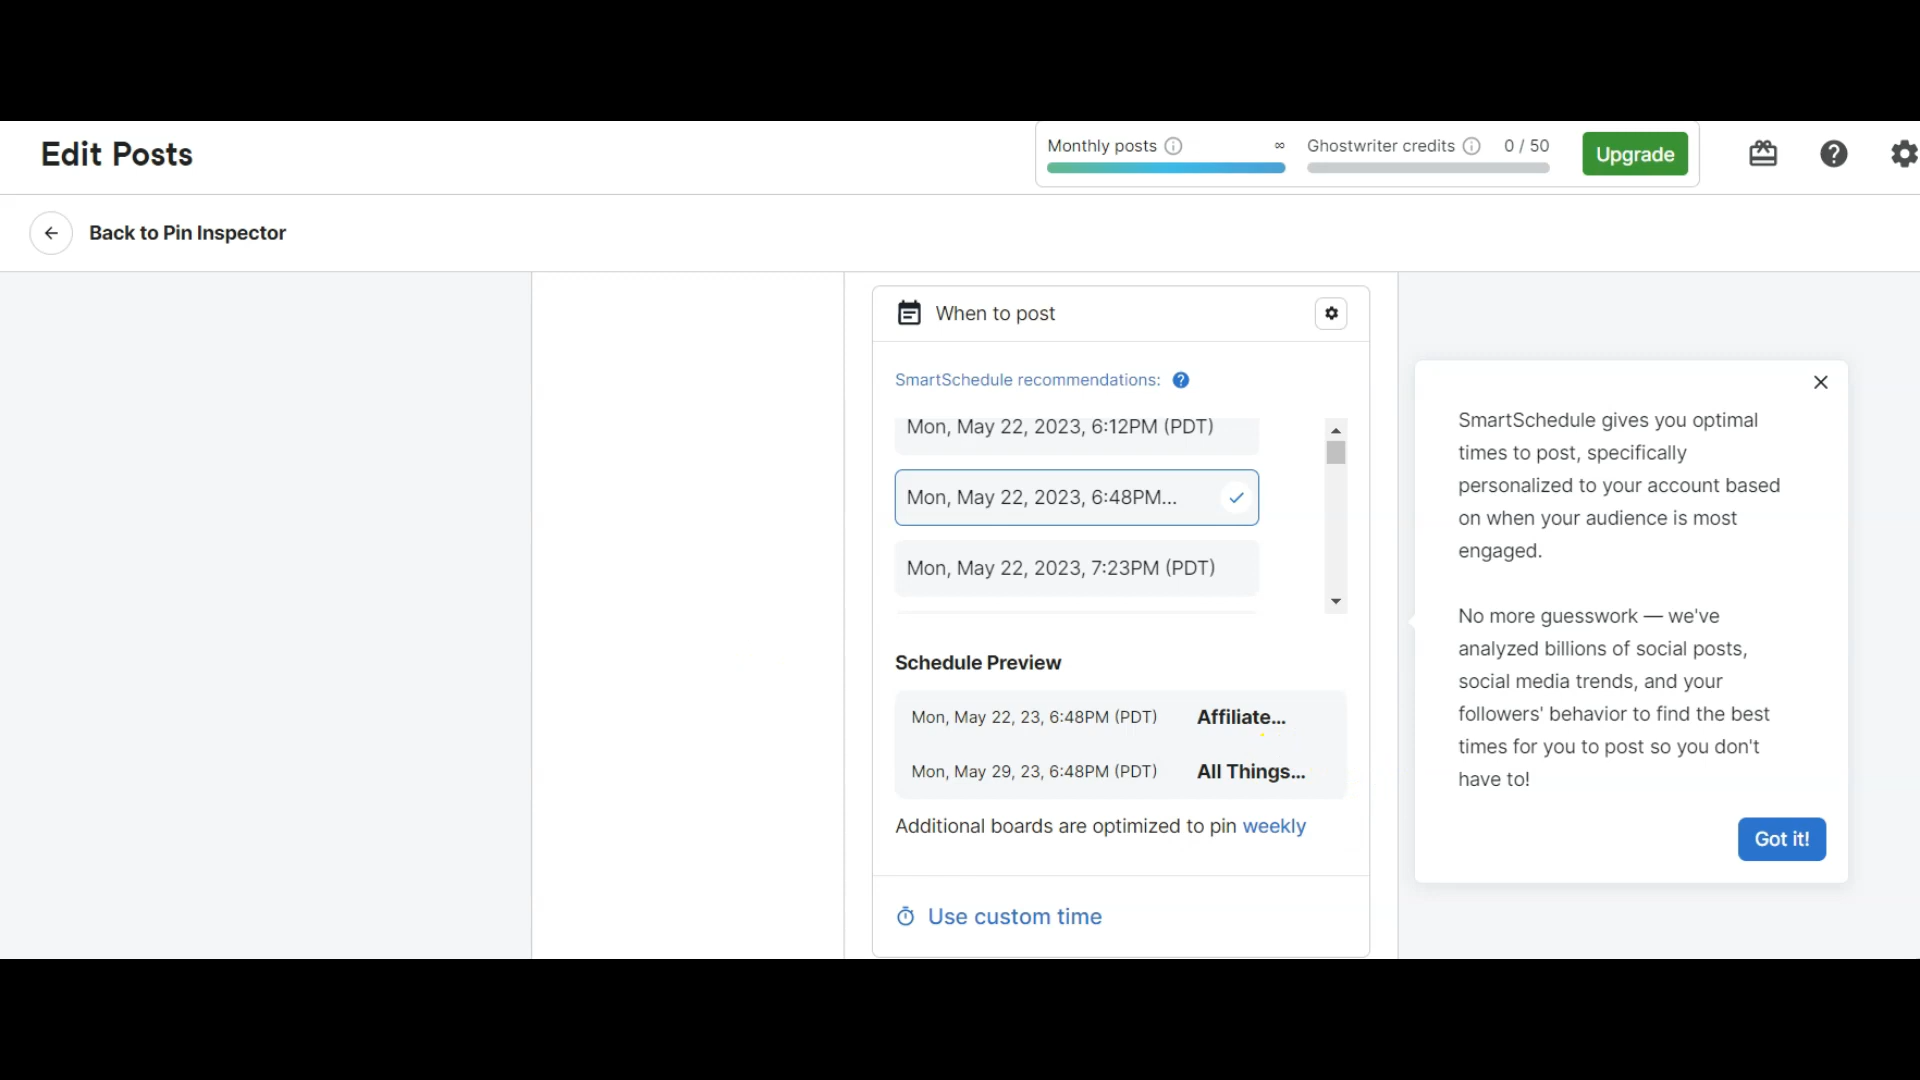 Edit Posts
Monthly posts ∞ Ghostwriter credits 0 / 50 Upgrade
Back to Pin Inspector
When to post
SmartSchedule recommendations:
Mon, May 22, 2023, 6:12PM (PDT)
Mon, May 22, 2023, 6:48PM...
Mon, May 22, 2023, 7:23PM (PDT)
Schedule Preview
Mon, May 22, 23, 6:48PM (PDT) Affiliate...
Mon, May 29, 23, 6:48PM (PDT) All Things...
Additional boards are optimized to pin weekly
Use custom time
SmartSchedule gives you optimal
times to post, specifically
personalized to your account based
on when your audience is most
engaged.
No more guesswork — we've
analyzed billions of social posts,
social media trends, and your
followers' behavior to find the best
times for you to post so you don't
have to!
Got it!